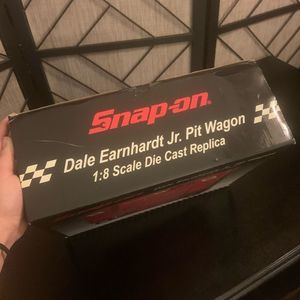 Snap-on
Dale Earnhardt Jr. Pit Wagon
1:8 Scale Die Cast Replica